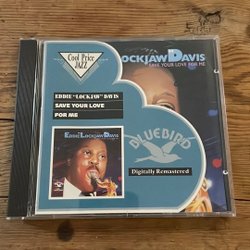 Cool Price
JAZZ
LOCKJAW DAVIS
SAVE YOUR LOVE FOR ME
EDDIE "LOCKJAW" DAVIS
SAVE YOUR LOVE
FOR ME
EDDIE LOCKJAW DAVIS
BLUEBIRD
Digitally Remastered